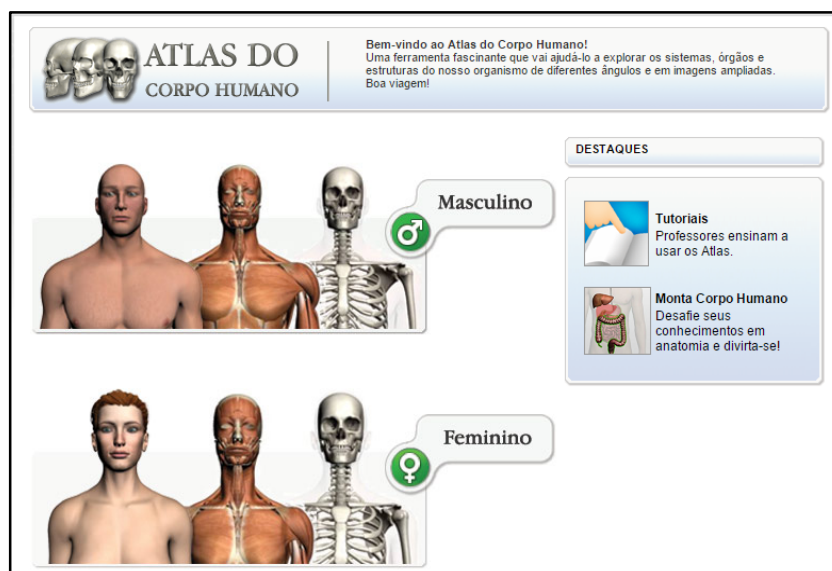 ATLAS DO
CORPO HUMANO
Bem-vindo ao Atlas do Corpo Humano!
Uma ferramenta fascinante que vai ajudá-lo a explorar os sistemas, órgãos e
estruturas do nosso organismo de diferentes ângulos e em imagens ampliadas.
Boa viagem!
DESTAQUES
Masculino
Tutoriais
Professores ensinam a
usar os Atlas.
Monta Corpo Humano
Desafie seus
conhecimentos em
anatomia e divirta-se!
Feminino